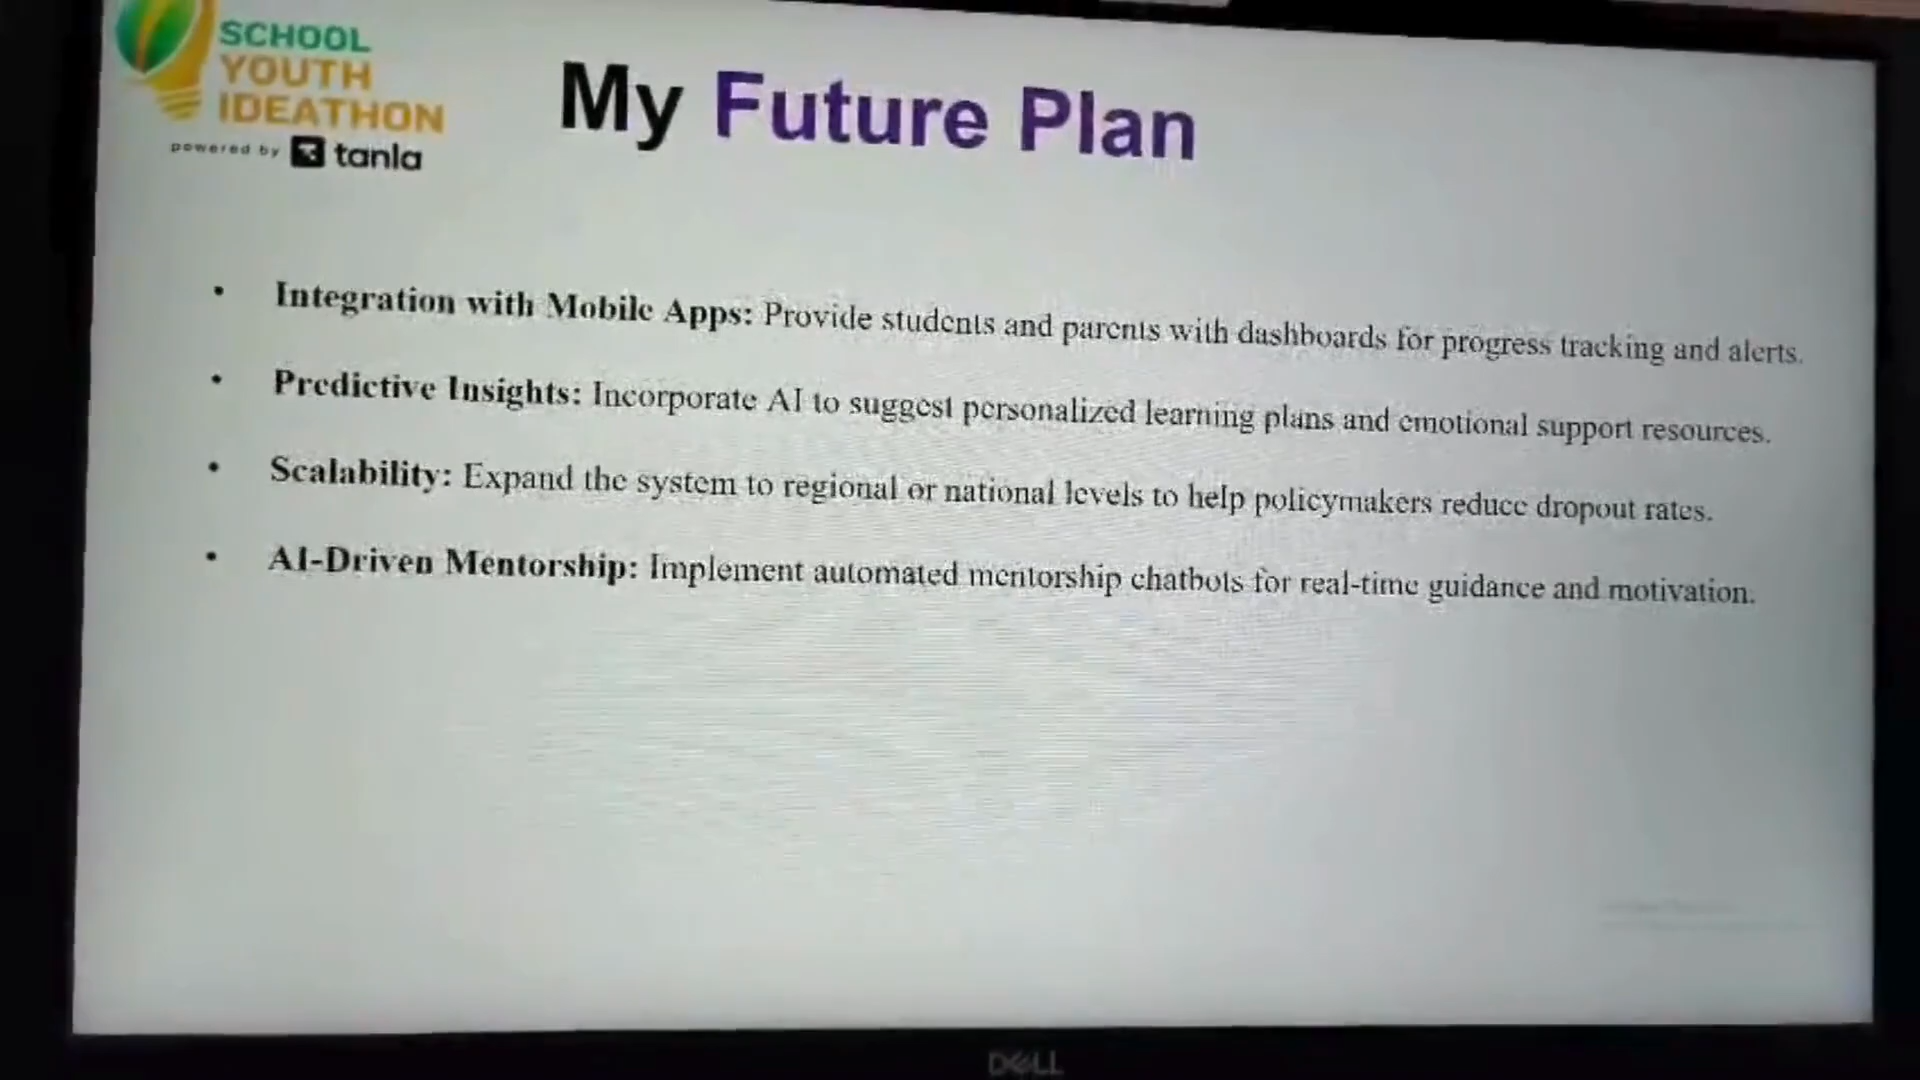 SCHOOL
YOUTH
IDEATHON
powered by tanla
My Future Plan
• Integration with Mobile Apps: Provide students and parents with dashboards for progress tracking and alerts.
• Predictive Insights: Incorporate AI to suggest personalized learning plans and emotional support resources.
• Scalability: Expand the system to regional or national levels to help policymakers reduce dropout rates.
• AI-Driven Mentorship: Implement automated mentorship chatbots for real-time guidance and motivation.
DELL